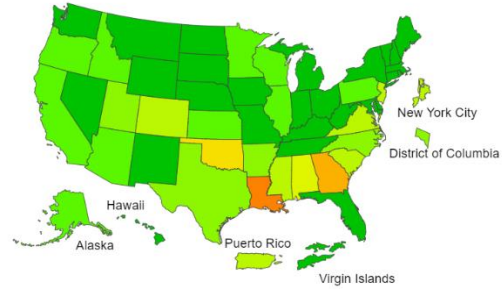 New York City
District of Columbia
Hawaii
Alaska
Puerto Rico
Virgin Islands